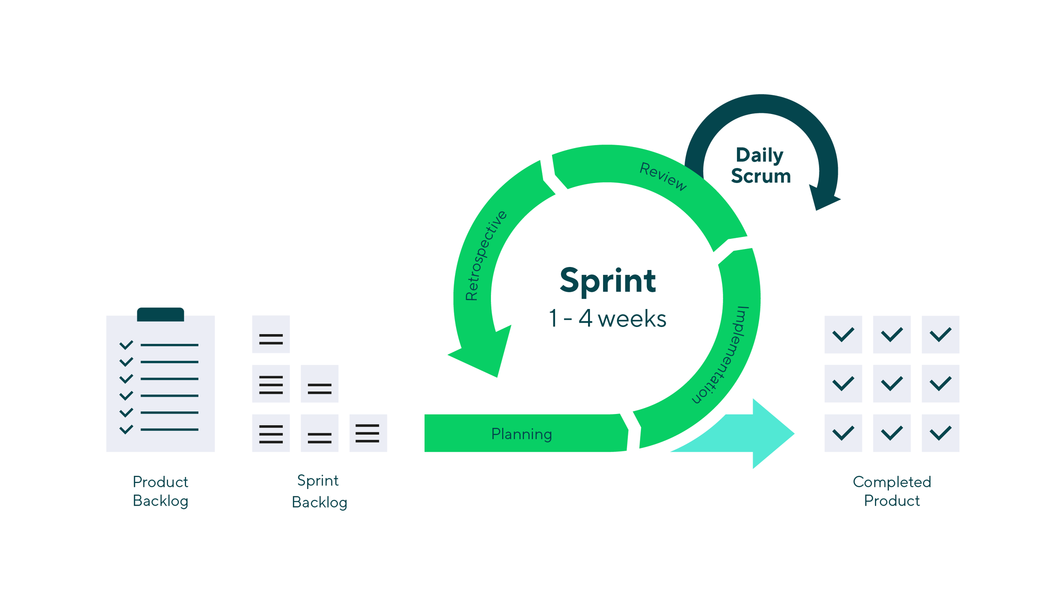 Product
Backlog
Sprint
Backlog
Planning
Implementation
Review
Retrospective
Sprint
1 - 4 weeks
Daily
Scrum
Completed
Product